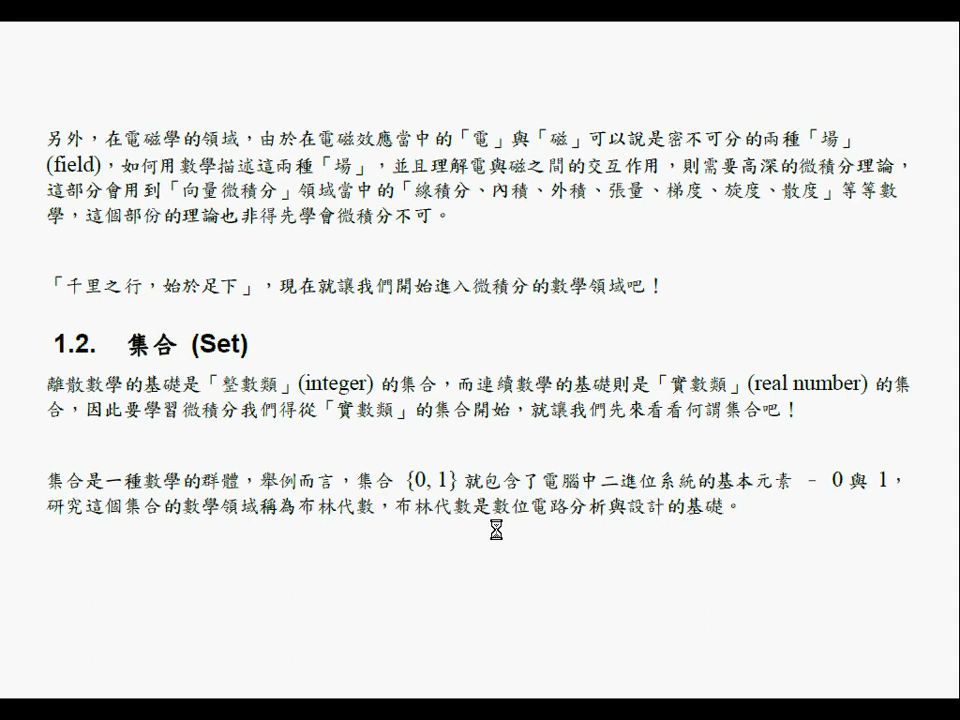 另外，在電磁學的領域，由於在電磁效應當中的「電」與「磁」可以說是密不可分的兩種「場」
(field)，如何用數學描述這兩種「場」，並且理解電與磁之間的交互作用，則需要高深的微積分理論，
這部分會用到「向量微積分」領域當中的「線積分、內積、外積、張量、梯度、旋度、散度」等等數
學，這個部份的理論也非得先學會微積分不可。
「千里之行，始於足下」，現在就讓我們開始進入微積分的數學領域吧！
1.2. 集合 (Set)
離散數學的基礎是「整數類」(integer) 的集合，而連續數學的基礎則是「實數類」(real number) 的集
合，因此要學習微積分我們得從「實數類」的集合開始，就讓我們先來看看何謂集合吧！
集合是一種數學的群體，舉例而言，集合 {0, 1} 就包含了電腦中二進位系統的基本元素 – 0 與 1，
研究這個集合的數學領域稱為布林代數，布林代數是數位電路分析與設計的基礎。